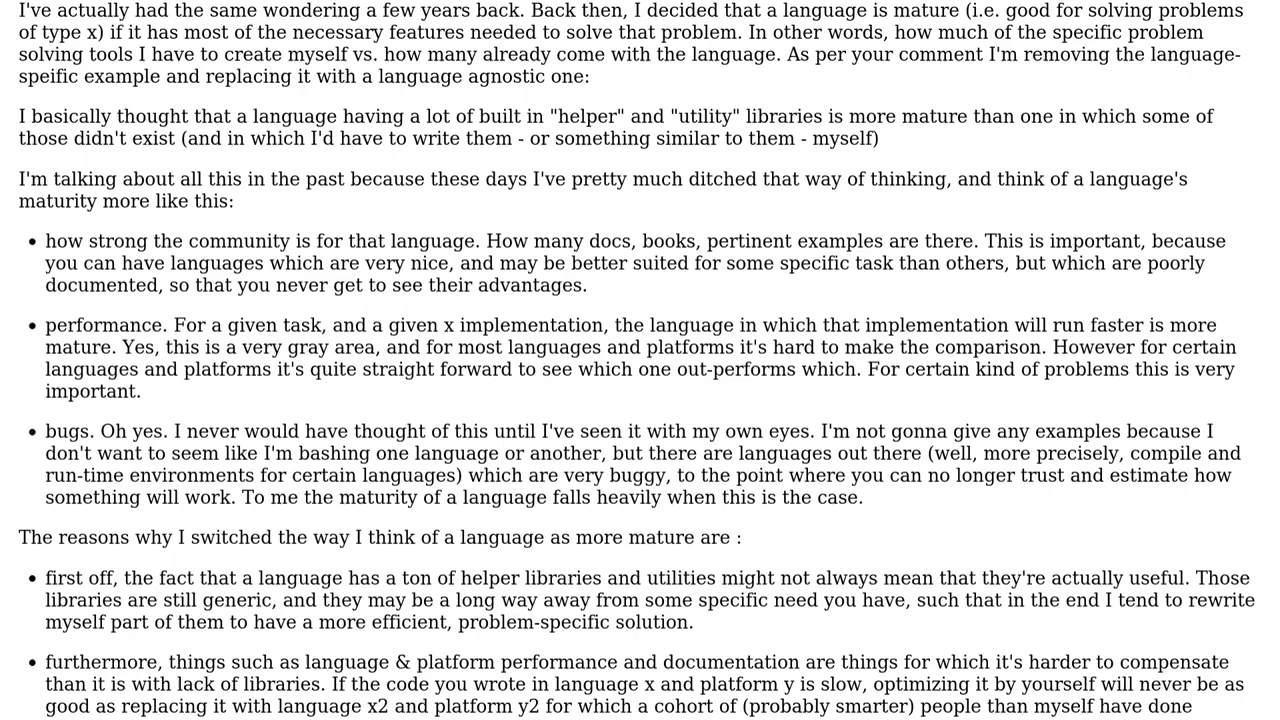 I've actually had the same wondering a few years back. Back then, I decided that a language is mature (i.e. good for solving problems
of type x) if it has most of the necessary features needed to solve that problem. In other words, how much of the specific problem
solving tools I have to create myself vs. how many already come with the language. As per your comment I'm removing the language-
speific example and replacing it with a language agnostic one:
I basically thought that a language having a lot of built in "helper" and "utility" libraries is more mature than one in which some of
those didn't exist (and in which I'd have to write them - or something similar to them - myself)
I'm talking about all this in the past because these days I've pretty much ditched that way of thinking, and think of a language's
maturity more like this:
• how strong the community is for that language. How many docs, books, pertinent examples are there. This is important, because
you can have languages which are very nice, and may be better suited for some specific task than others, but which are poorly
documented, so that you never get to see their advantages.
• performance. For a given task, and a given x implementation, the language in which that implementation will run faster is more
mature. Yes, this is a very gray area, and for most languages and platforms it's hard to make the comparison. However for certain
languages and platforms it's quite straight forward to see which one out-performs which. For certain kind of problems this is very
important.
• bugs. Oh yes. I never would have thought of this until I've seen it with my own eyes. I'm not gonna give any examples because I
don't want to seem like I'm bashing one language or another, but there are languages out there (well, more precisely, compile and
run-time environments for certain languages) which are very buggy, to the point where you can no longer trust and estimate how
something will work. To me the maturity of a language falls heavily when this is the case.
The reasons why I switched the way I think of a language as more mature are :
• first off, the fact that a language has a ton of helper libraries and utilities might not always mean that they're actually useful. Those
libraries are still generic, and they may be a long way away from some specific need you have, such that in the end I tend to rewrite
myself part of them to have a more efficient, problem-specific solution.
• furthermore, things such as language & platform performance and documentation are things for which it's harder to compensate
than it is with lack of libraries. If the code you wrote in language x and platform y is slow, optimizing it by yourself will never be as
good as replacing it with language x2 and platform y2 for which a cohort of (probably smarter) people than myself have done